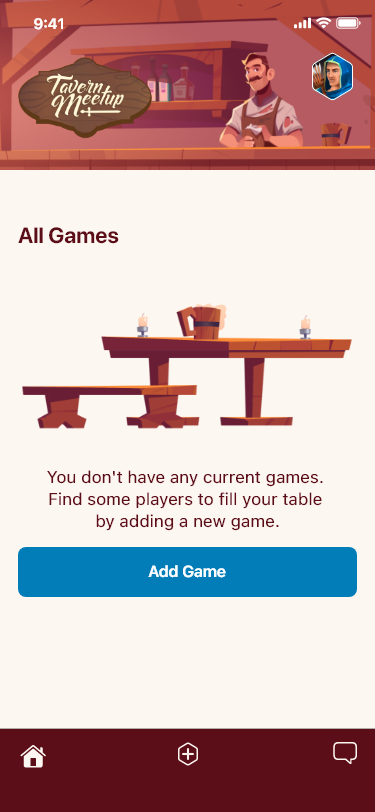 9:41
Tavern
Meetup
All Games
You don't have any current games.
Find some players to fill your table
by adding a new game.
Add Game